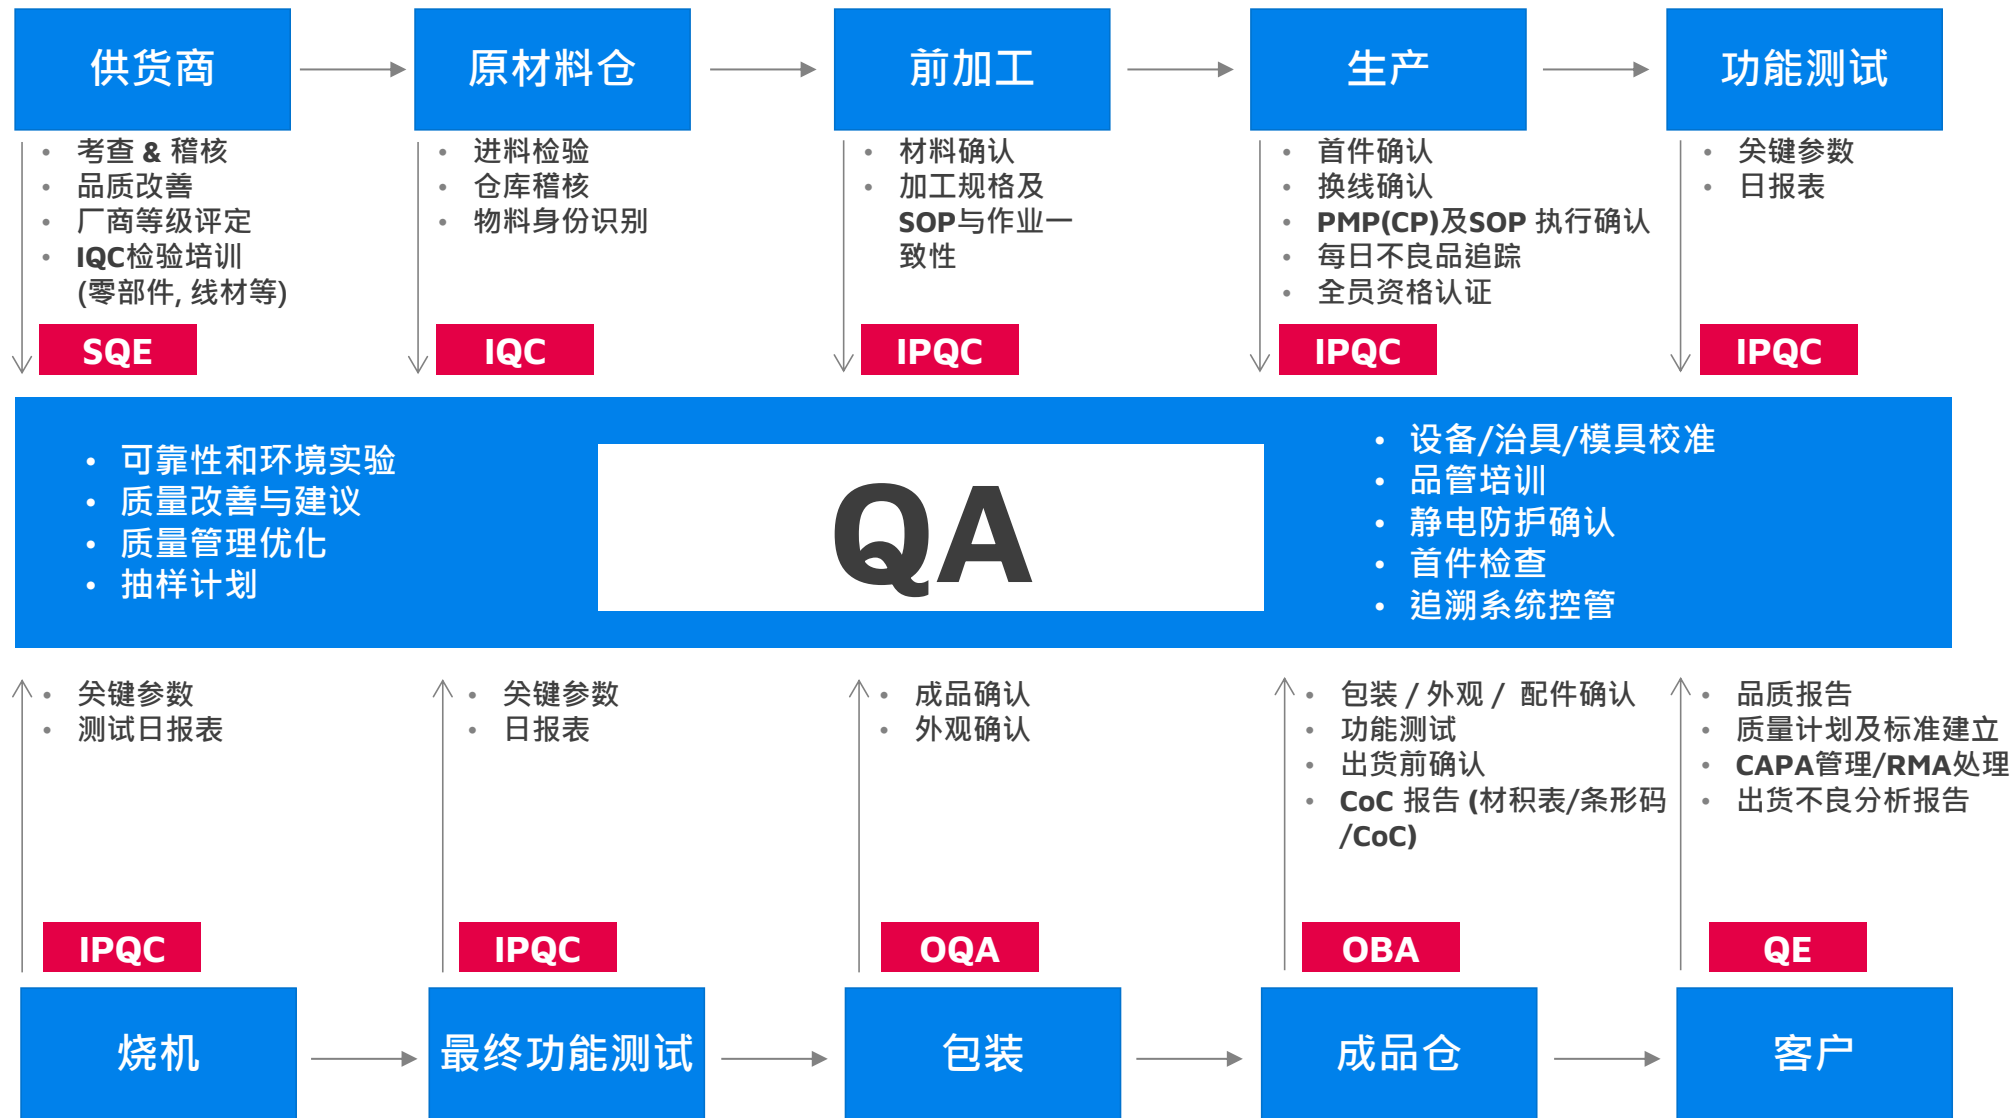 供货商
原材料仓
前加工
生产
功能测试
• 考查 & 稽核
• 品质改善
• 厂商等级评定
• IQC检验培训
(零部件, 线材等)
SQE
• 进料检验
• 仓库稽核
• 物料身份识别
IQC
• 材料确认
• 加工规格及
SOP与作业一
致性
IPQC
• 首件确认
• 换线确认
• PMP(CP)及SOP 执行确认
• 每日不良品追踪
• 全员资格认证
IPQC
• 关键参数
• 日报表
IPQC
• 可靠性和环境实验
• 质量改善与建议
• 质量管理优化
• 抽样计划
QA
• 设备/治具/模具校准
• 品管培训
• 静电防护确认
• 首件检查
• 追溯系统控管
• 关键参数
• 测试日报表
IPQC
• 关键参数
• 日报表
IPQC
• 成品确认
• 外观确认
OQA
• 包装 / 外观 / 配件确认
• 功能测试
• 出货前确认
• CoC 报告 (材积表/条形码
/CoC)
OBA
• 品质报告
• 质量计划及标准建立
• CAPA管理/RMA处理
• 出货不良分析报告
QE
烧机
最终功能测试
包装
成品仓
客户